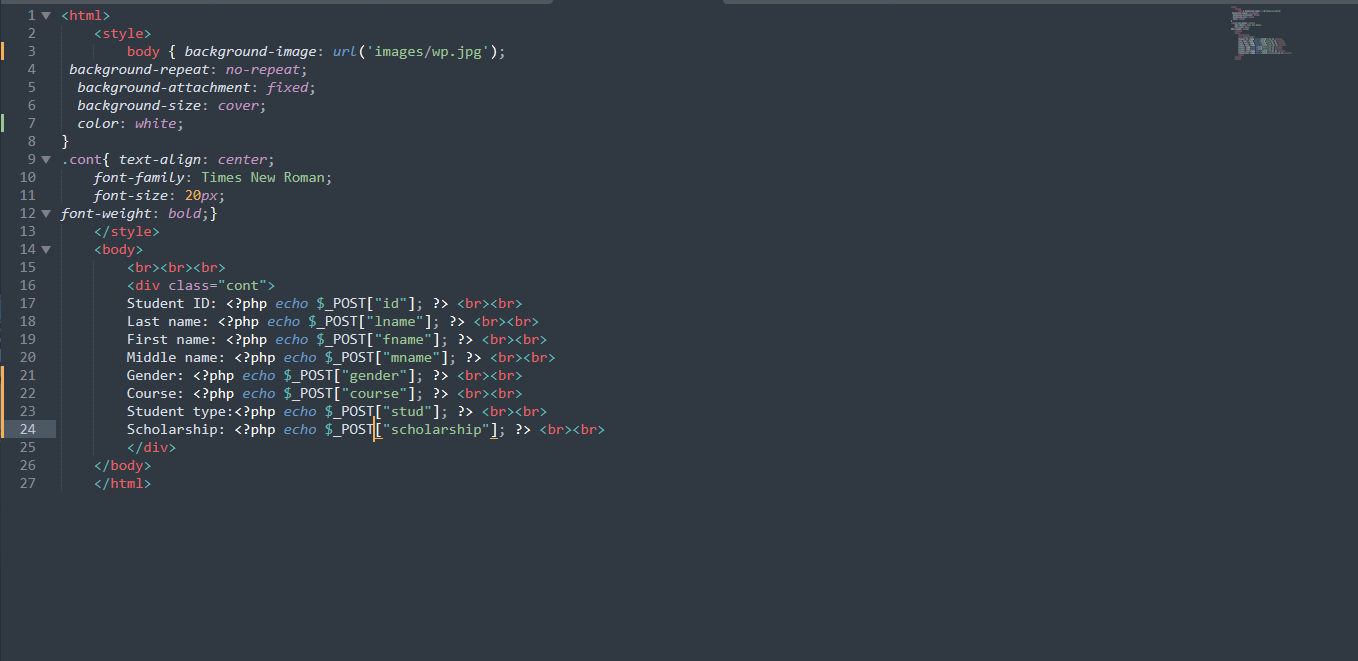 1 <html>
2 <style>
3 body { background-image: url('images/wp.jpg');
4 background-repeat: no-repeat;
5 background-attachment: fixed;
6 background-size: cover;
7 color: white;
8 }
9 .cont{ text-align: center;
10 font-family: Times New Roman;
11 font-size: 20px;
12 font-weight: bold;}
13 </style>
14 <body>
15 <br><br><br>
16 <div class="cont">
17 Student ID: <?php echo $_POST["id"]; ?> <br><br>
18 Last name: <?php echo $_POST["lname"]; ?> <br><br>
19 First name: <?php echo $_POST["fname"]; ?> <br><br>
20 Middle name: <?php echo $_POST["mname"]; ?> <br><br>
21 Gender: <?php echo $_POST["gender"]; ?> <br><br>
22 Course: <?php echo $_POST["course"]; ?> <br><br>
23 Student type:<?php echo $_POST["stud"]; ?> <br><br>
24 Scholarship: <?php echo $_POST["scholarship"]; ?> <br><br>
25 </div>
26 </body>
27 </html>